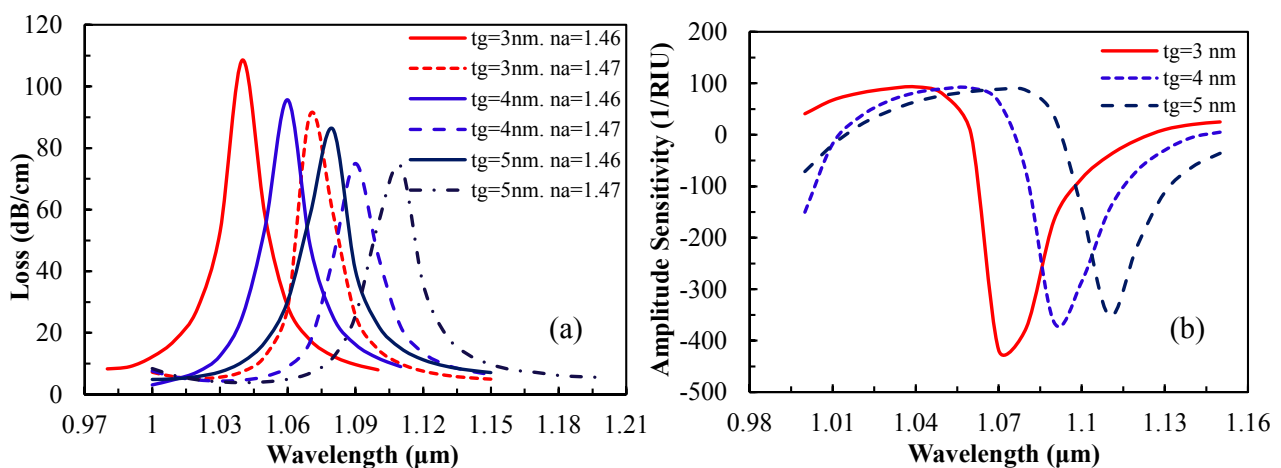 120
100
80
60
40
20
0
Loss (dB/cm)
tg=3nm. na=1.46
tg=3nm. na=1.47
tg=4nm. na=1.46
tg=4nm. na=1.47
tg=5nm. na=1.46
tg=5nm. na=1.47
(a)
0.97 1 1.03 1.06 1.09 1.12 1.15 1.18 1.21
Wavelength (µm)
200
100
0
-100
-200
-300
-400
-500
Amplitude Sensitivity (1/RIU)
tg=3 nm
tg=4 nm
tg=5 nm
(b)
0.98 1.01 1.04 1.07 1.1 1.13 1.16
Wavelength (µm)